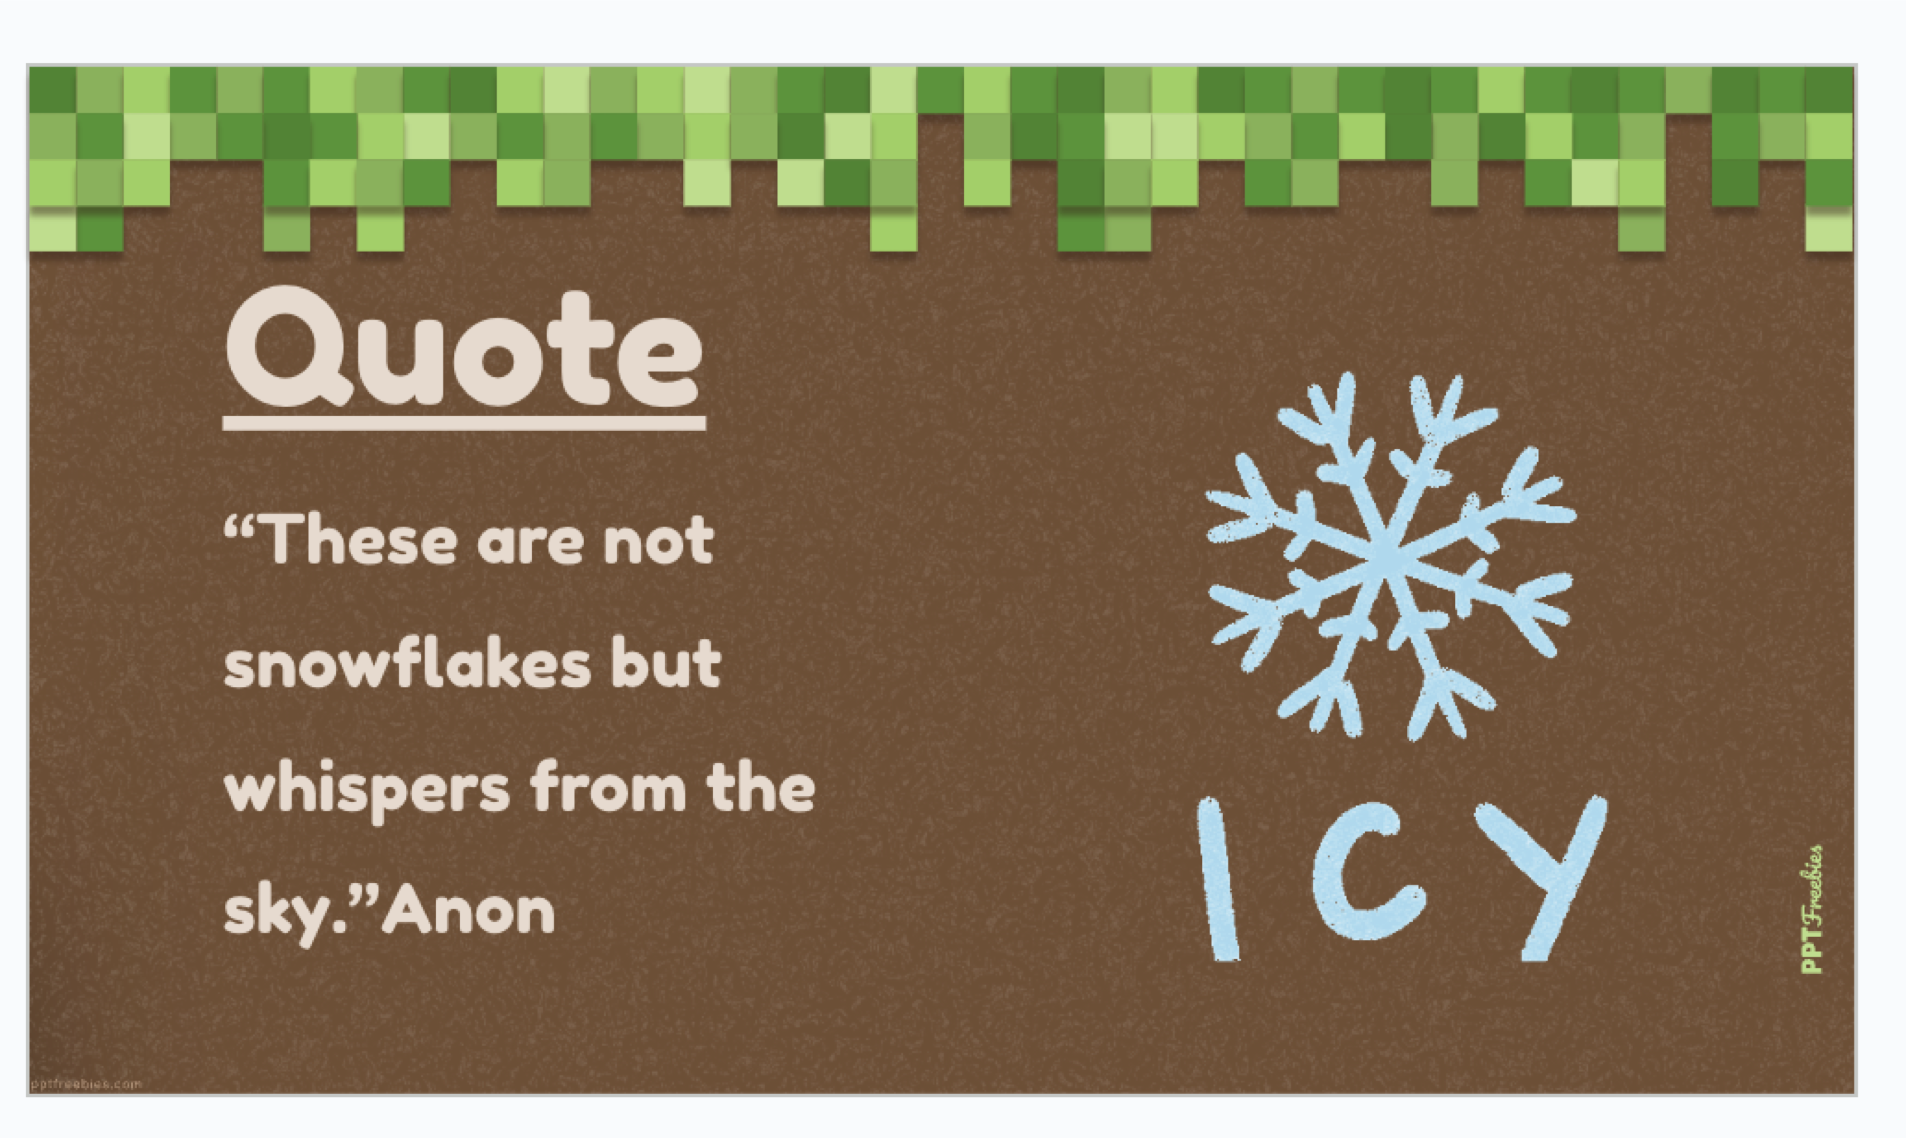 Quote
“These are not
snowflakes but
whispers from the
sky.”Anon
ICY
PPTFreebies
pptfreebies.com